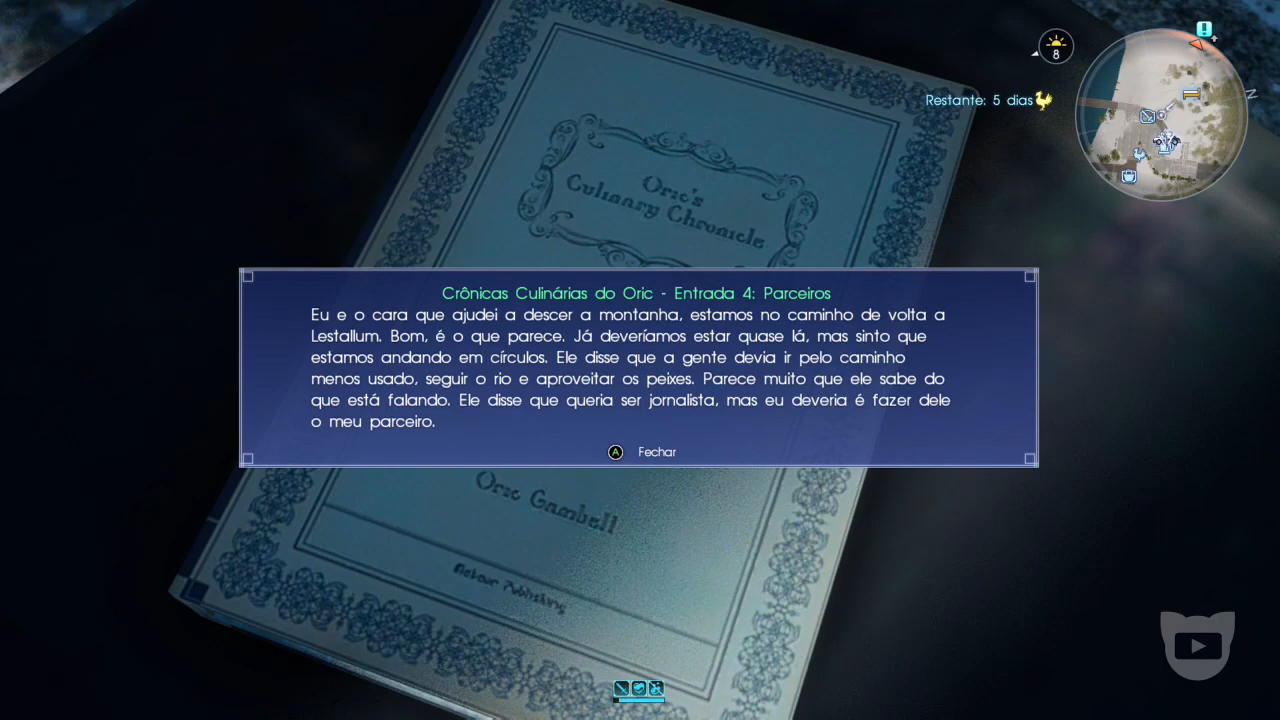 8
Restante: 5 dias
N
Oric's
Culinary Chronicle
Crônicas Culinárias do Oric - Entrada 4: Parceiros
Eu e o cara que ajudei a descer a montanha, estamos no caminho de volta a
Lestallum. Bom, é o que parece. Já deveríamos estar quase lá, mas sinto que
estamos andando em círculos. Ele disse que a gente devia ir pelo caminho
menos usado, seguir o rio e aproveitar os peixes. Parece muito que ele sabe do
que está falando. Ele disse que queria ser jornalista, mas eu deveria é fazer dele
o meu parceiro.
A Fechar
Oric Gambell
Publishing